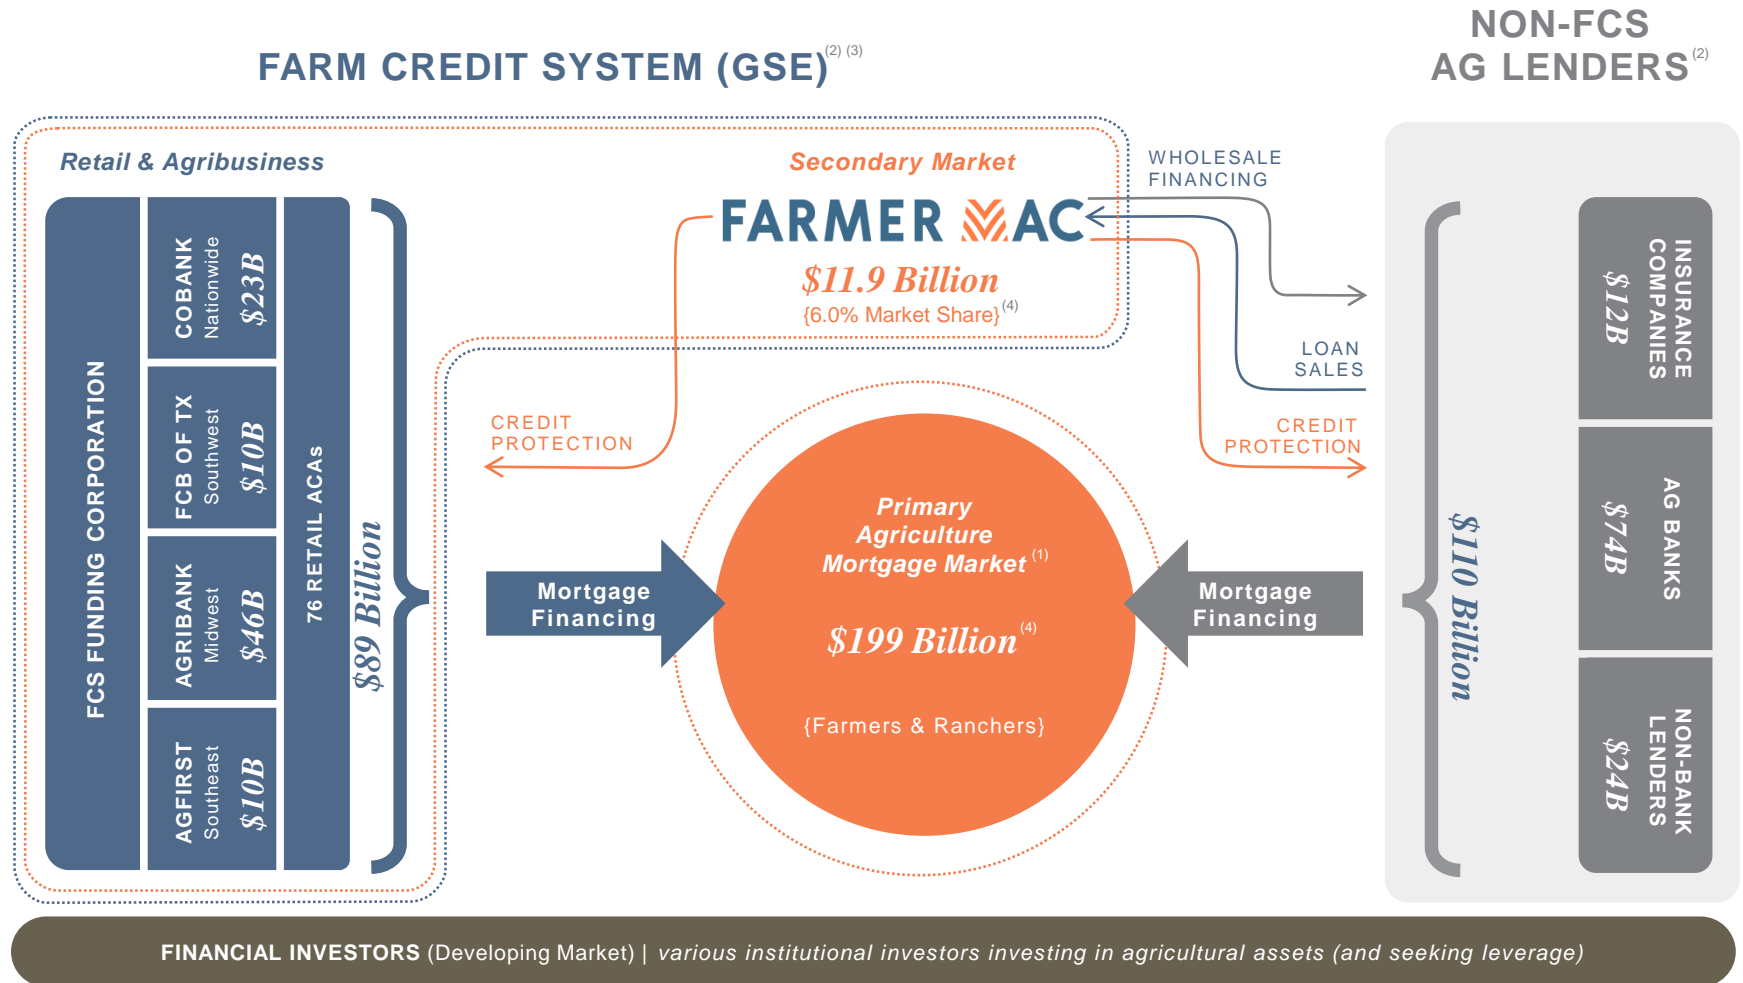 FARM CREDIT SYSTEM (GSE)(2) (3)
NON-FCS
AG LENDERS(2)
Retail & Agribusiness
FCS FUNDING CORPORATION
COBANK
Nationwide
$23B
FCB OF TX
Southwest
$10B
AGRIBANK
Midwest
$46B
AGFIRST
Southeast
$10B
76 RETAIL ACAs
$89 Billion
Secondary Market
FARMER MAC
$11.9 Billion
{6.0% Market Share}(4)
WHOLESALE
FINANCING
LOAN
SALES
CREDIT
PROTECTION
CREDIT
PROTECTION
Mortgage
Financing
Primary
Agriculture
Mortgage Market (1)
$199 Billion(4)
{Farmers & Ranchers}
Mortgage
Financing
$110 Billion
INSURANCE
COMPANIES
$12B
AG BANKS
$74B
NON-BANK
LENDERS
$24B
FINANCIAL INVESTORS (Developing Market) | various institutional investors investing in agricultural assets (and seeking leverage)